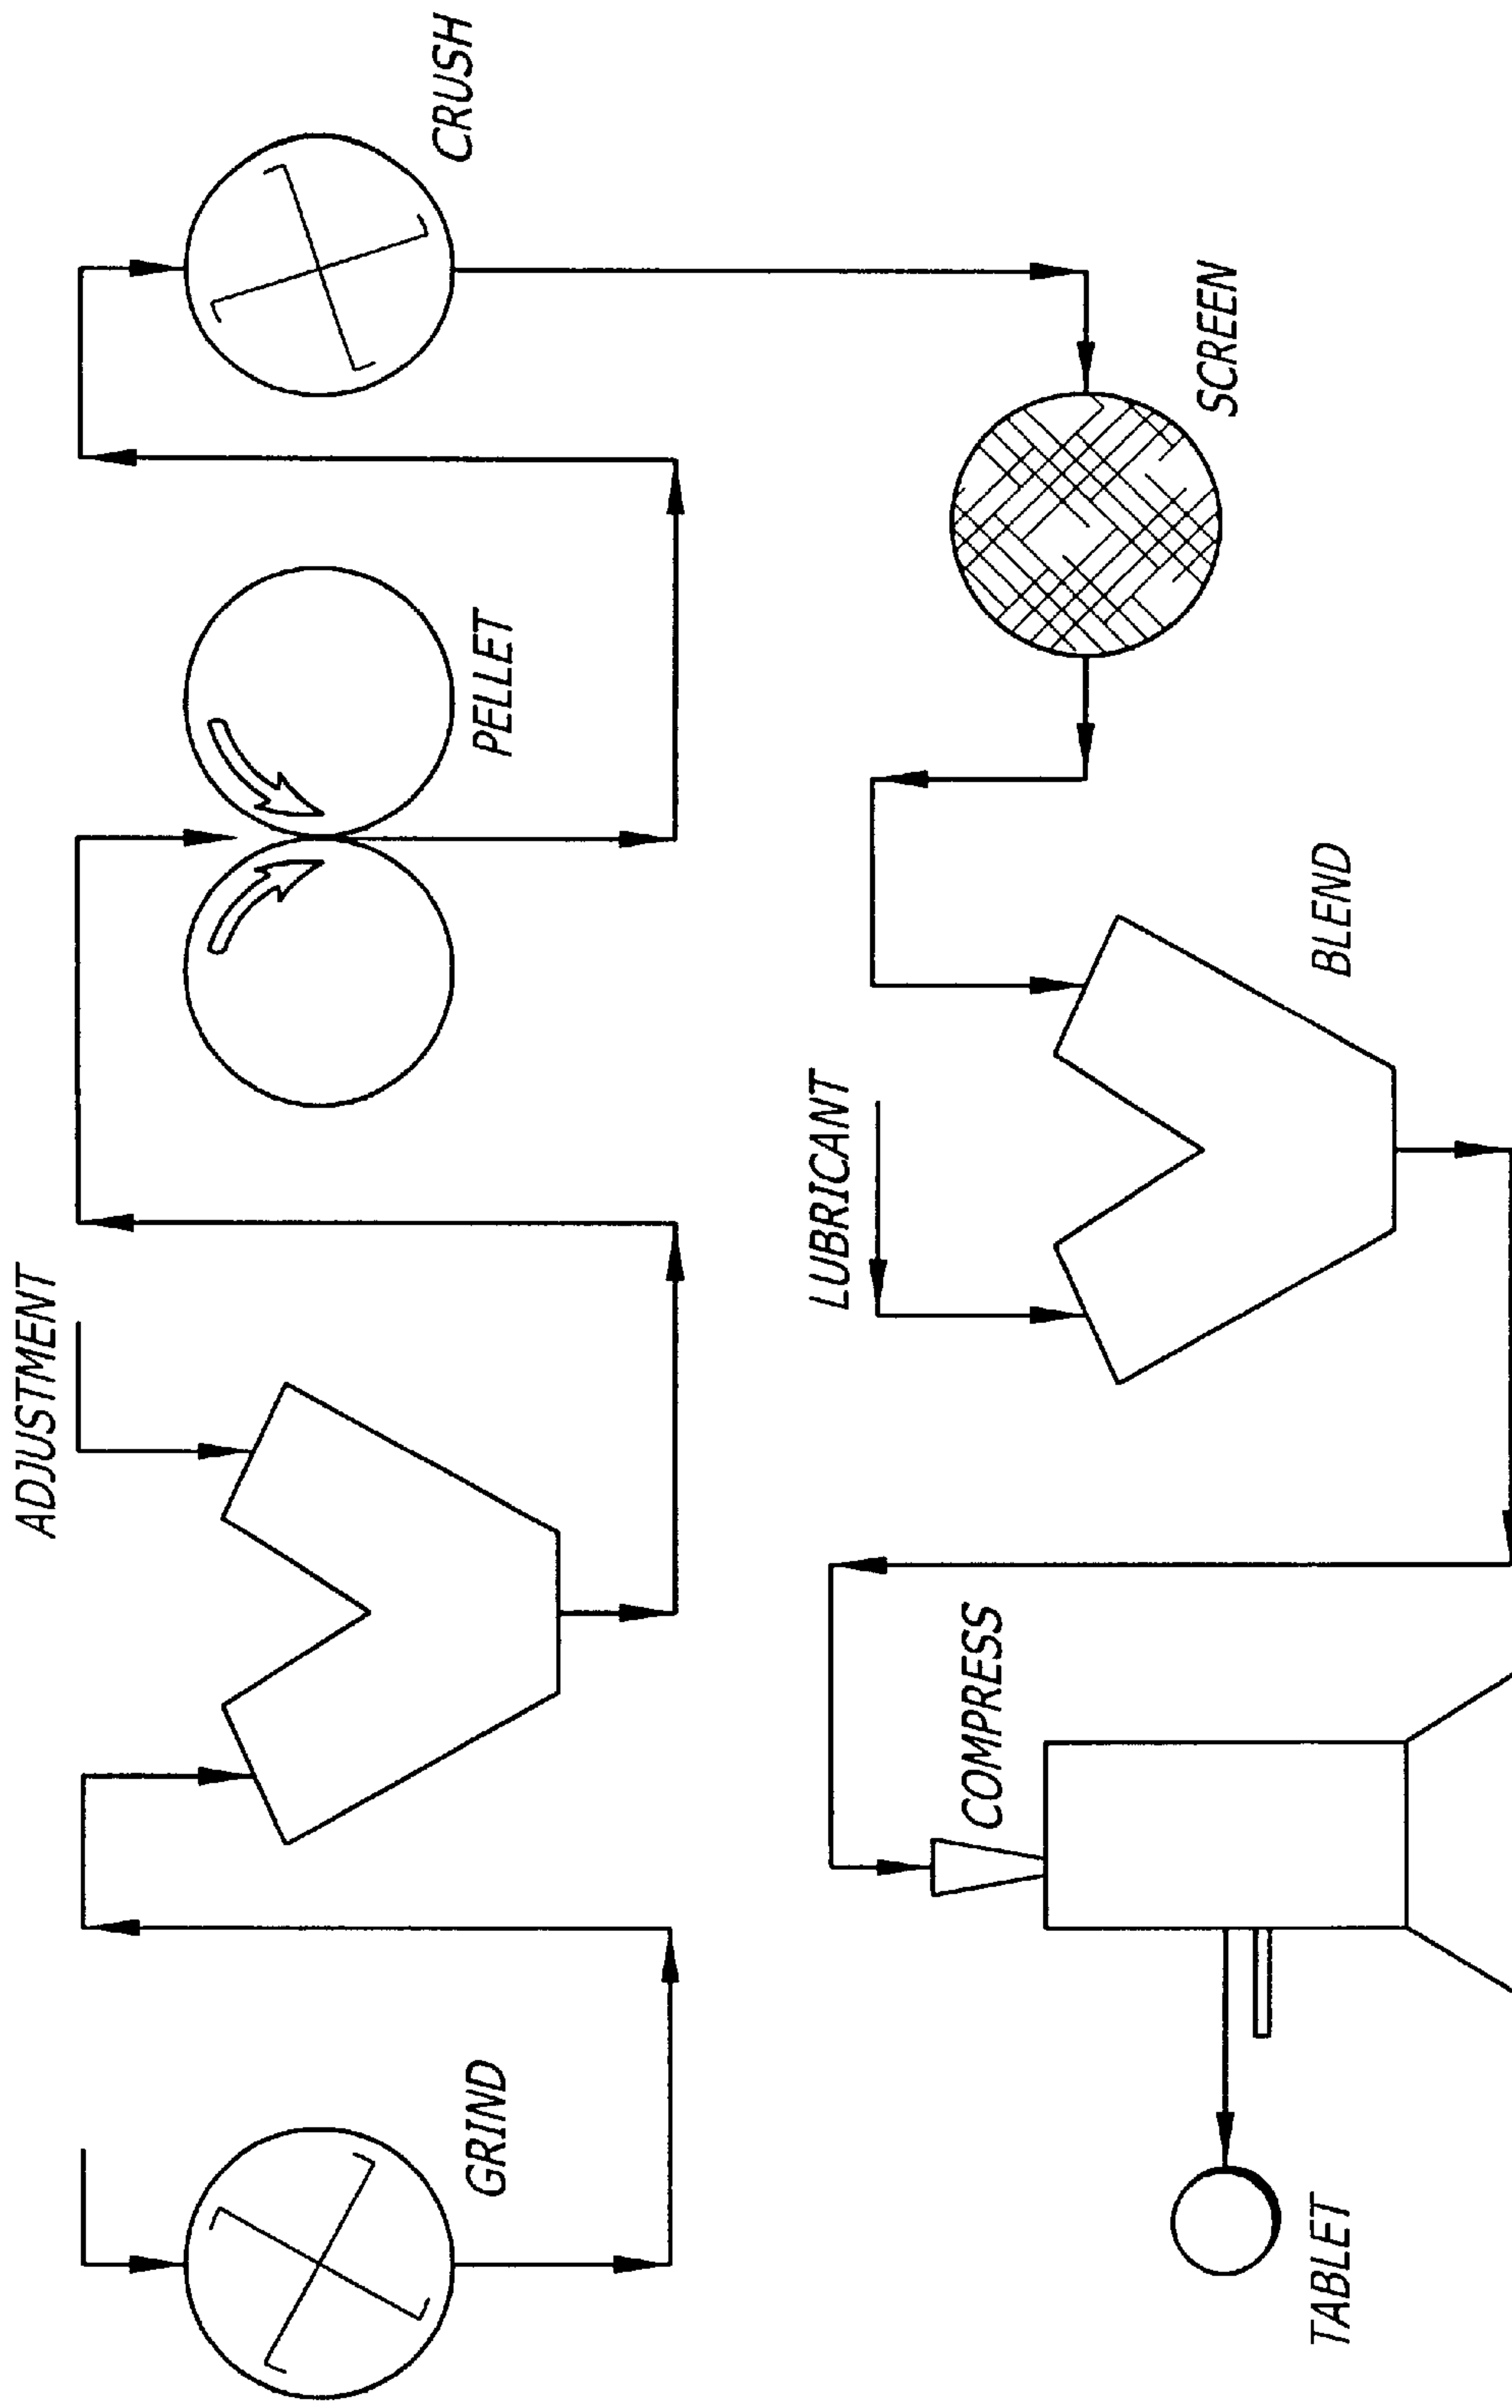 ADJUSTMENT
GRIND
PELLET
CRUSH
LUBRICANT
COMPRESS
TABLET
BLEND
SCREEN